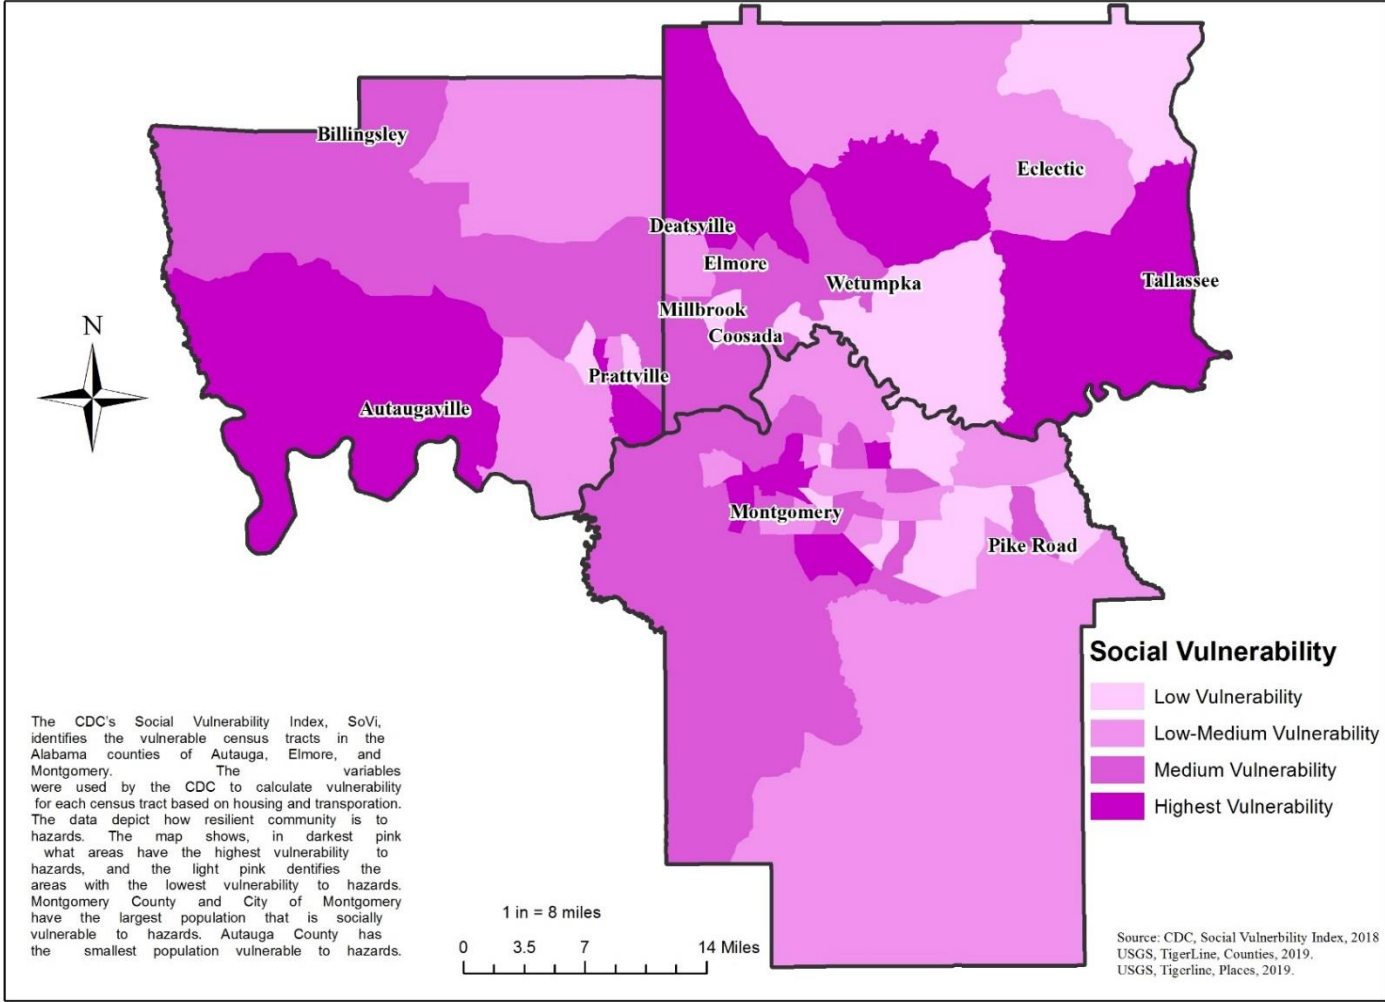 Billingsley
Eclectic
Deatsville
Elmore
Tallassee
Wetumpka
Millbrook
Coosada
N
Prattville
Autaugaville
Montgomery
Pike Road
Social Vulnerability
Low Vulnerability
Low-Medium Vulnerability
Medium Vulnerability
Highest Vulnerability
The CDC's Social Vulnerability Index, SoVi,
identifies the vulnerable census tracts in the
Alabama counties of Autauga, Elmore, and
Montgomery. The variables
were used by the CDC to calculate vulnerability
for each census tract based on housing and transporation.
The data depict how resilient community is to
hazards. The map shows, in darkest pink
what areas have the highest vulnerability to
hazards, and the light pink dentifies the
areas with the lowest vulnerability to hazards.
Montgomery County and City of Montgomery
have the largest population that is socially
vulnerable to hazards. Autauga County has
the smallest population vulnerable to hazards.
1 in = 8 miles
0 3.5 7 14 Miles
Source: CDC, Social Vulnerbility Index, 2018
USGS, TigerLine, Counties, 2019.
USGS, Tigerline, Places, 2019.